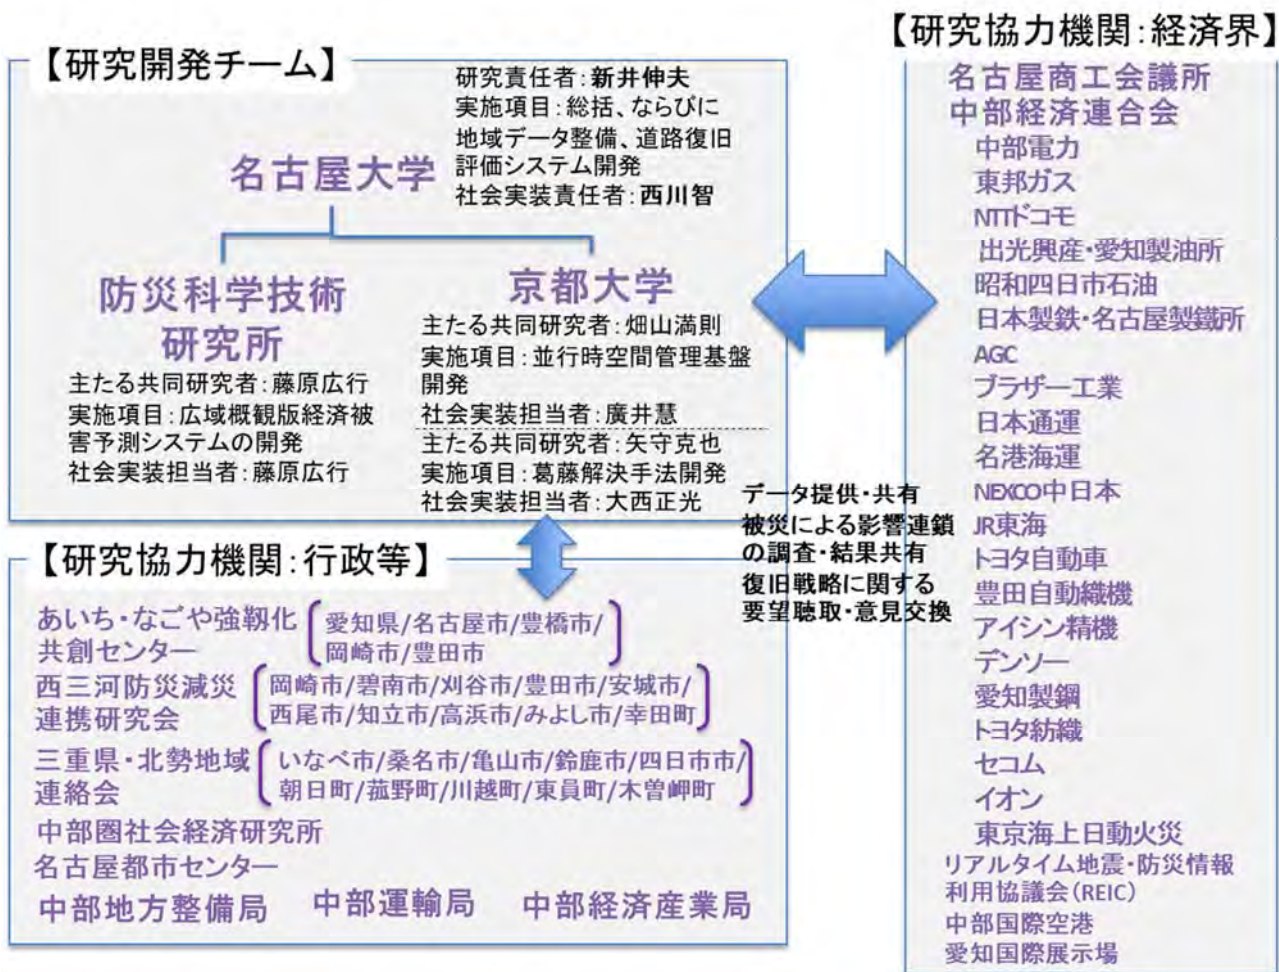 【研究開発チーム】
研究責任者:新井伸夫
実施項目:総括、ならびに
地域データ整備、道路復旧
評価システム開発
社会実装責任者:西川智
名古屋大学
防災科学技術
研究所
主たる共同研究者:藤原広行
実施項目:広域概観版経済被
害予測システムの開発
社会実装担当者:藤原広行
京都大学
主たる共同研究者:畑山満則
実施項目:並行時空間管理基盤
開発
社会実装担当者:廣井慧
主たる共同研究者:矢守克也
実施項目:葛藤解決手法開発
社会実装担当者:大西正光
データ提供・共有
被災による影響連鎖
の調査・結果共有
復旧戦略に関する
要望聴取・意見交換
【研究協力機関:行政等】
あいち・なごや強靱化
共創センター
愛知県/名古屋市/豊橋市/
岡崎市/豊田市
西三河防災減災
連携研究会
岡崎市/碧南市/刈谷市/豊田市/安城市/
西尾市/知立市/高浜市/みよし市/幸田町
三重県・北勢地域
連絡会
いなべ市/桑名市/亀山市/鈴鹿市/四日市市/
朝日町/菰野町/川越町/東員町/木曽岬町
中部圏社会経済研究所
名古屋都市センター
中部地方整備局 中部運輸局 中部経済産業局
【研究協力機関:経済界】
名古屋商工会議所
中部経済連合会
中部電力
東邦ガス
NTTドコモ
出光興産・愛知製油所
昭和四日市石油
日本製鉄・名古屋製鐵所
AGC
ブラザー工業
日本通運
名港海運
NEXCO中日本
JR東海
トヨタ自動車
豊田自動織機
アイシン精機
デンソー
愛知製鋼
トヨタ紡織
セコム
イオン
東京海上日動火災
リアルタイム地震・防災情報
利用協議会(REIC)
中部国際空港
愛知国際展示場